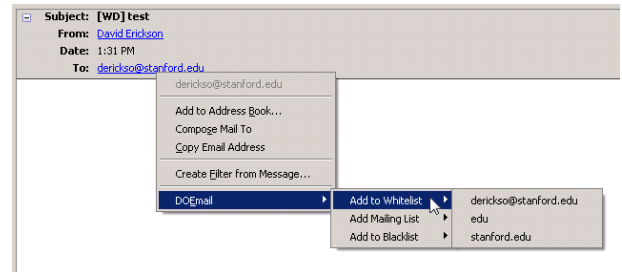 Subject: [WD] test
From: David Erickson
Date: 1:31 PM
To: derickso@stanford.edu
derickso@stanford.edu
Add to Address Book...
Compose Mail To
Copy Email Address
Create Filter from Message...
DOEmail
Add to Whitelist
Add Mailing List
Add to Blacklist
derickso@stanford.edu
edu
stanford.edu